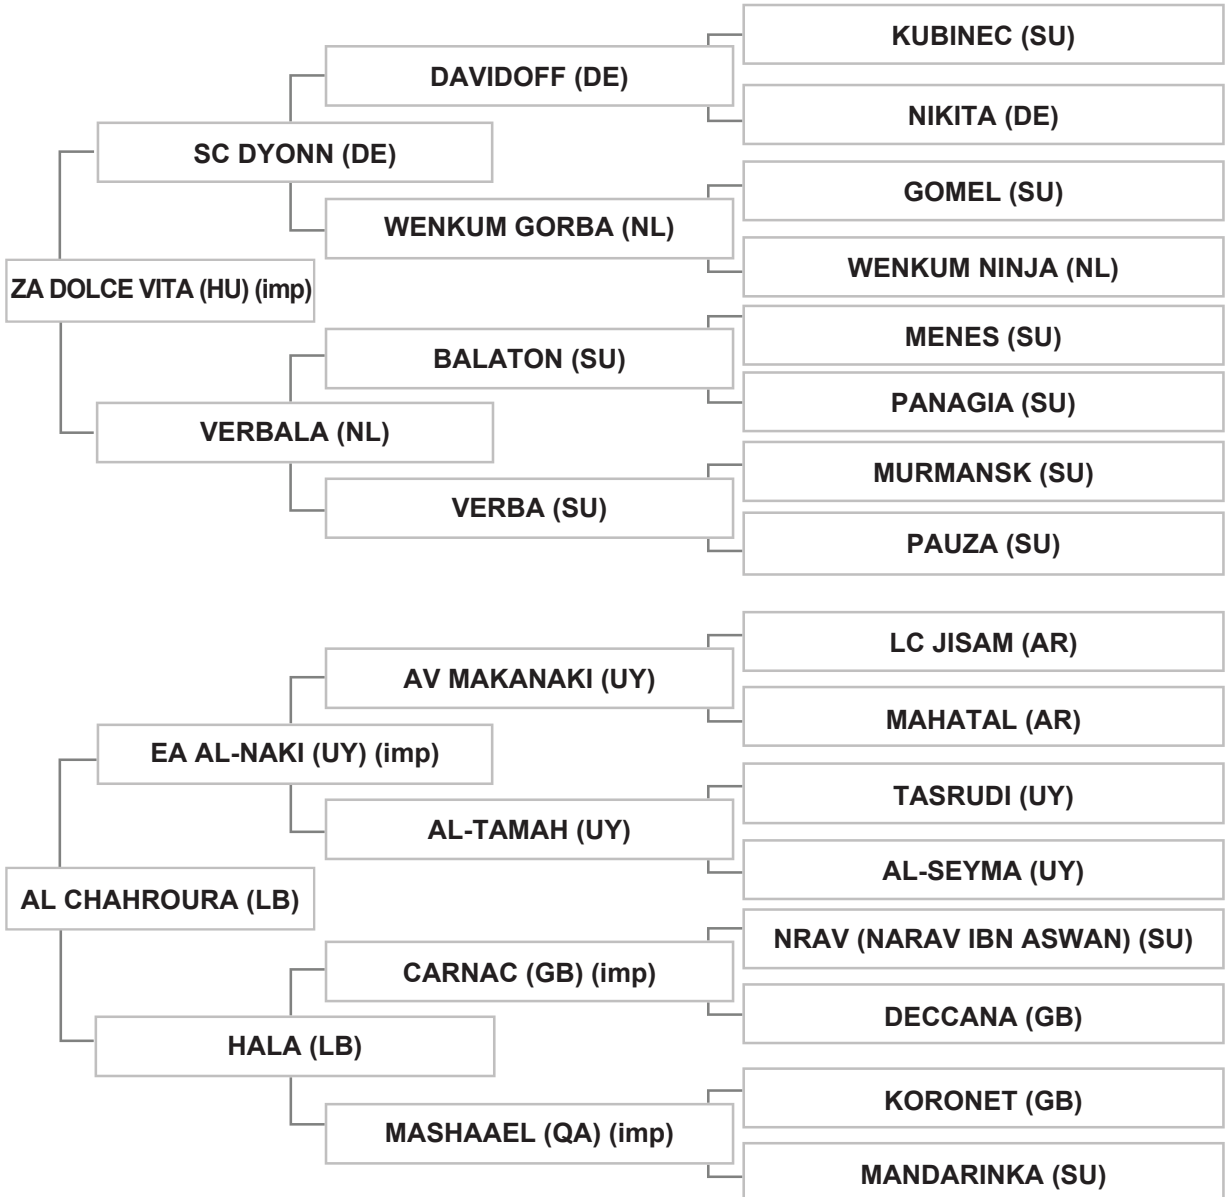 KUBINEC (SU)
DAVIDOFF (DE)
NIKITA (DE)
SC DYONN (DE)
GOMEL (SU)
WENKUM GORBA (NL)
WENKUM NINJA (NL)
ZA DOLCE VITA (HU) (imp)
MENES (SU)
BALATON (SU)
PANAGIA (SU)
VERBALA (NL)
MURMANSK (SU)
VERBA (SU)
PAUZA (SU)
LC JISAM (AR)
AV MAKANAKI (UY)
MAHATAL (AR)
EA AL-NAKI (UY) (imp)
TASRUDI (UY)
AL-TAMAH (UY)
AL-SEYMA (UY)
AL CHAHROURA (LB)
NRAV (NARAV IBN ASWAN) (SU)
CARNAC (GB) (imp)
DECCANA (GB)
HALA (LB)
KORONET (GB)
MASHAAEL (QA) (imp)
MANDARINKA (SU)